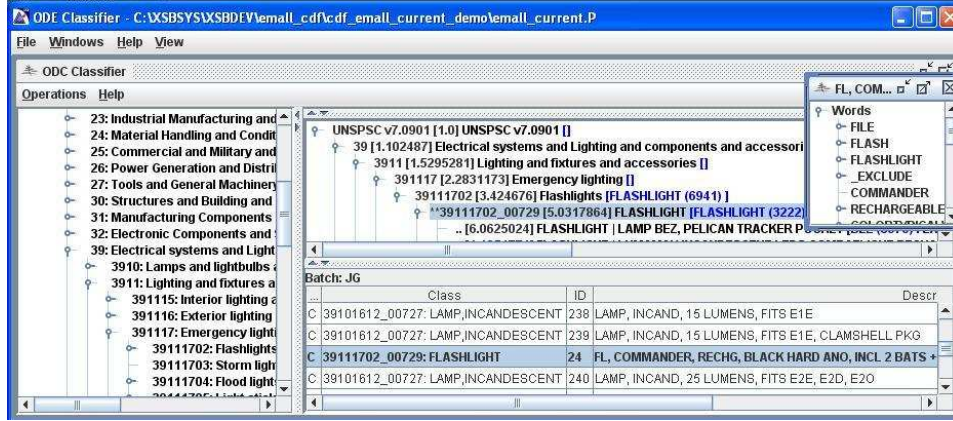 ODE Classifier - C:\XSBSYS\XSBDEV\emall_cdf\cdf_emall_current_demo\emall_current.P
File Windows Help View
ODC Classifier
Operations Help
23: Industrial Manufacturing and
24: Material Handling and Condit
25: Commercial and Military and
26: Power Generation and Distril
27: Tools and General Machinery
30: Structures and Building and
31: Manufacturing Components
32: Electronic Components and
39: Electrical systems and Light
3910: Lamps and lightbulbs
3911: Lighting and fixtures a
391115: Interior lighting a
391116: Exterior lighting
391117: Emergency lighti
39111702: Flashlights
39111703: Storm light
39111704: Flood lights
UNSPSC v7.0901 [1.0] UNSPSC v7.0901 []
39 [1.102487] Electrical systems and Lighting and components and accessori
3911 [1.5295281] Lighting and fixtures and accessories []
391117 [2.2831173] Emergency lighting []
39111702 [3.424676] Flashlights [FLASHLIGHT (6941) ]
**39111702_00729 [5.0317864] FLASHLIGHT [FLASHLIGHT (3222)
.. [6.0625024] FLASHLIGHT | LAMP BEZ, PELICAN TRACKER
FL, COM...
Words
FILE
FLASH
FLASHLIGHT
_EXCLUDE
COMMANDER
RECHARGEABLE
Batch: JG
... Class ID Descr
C 39101612_00727: LAMP,INCANDESCENT 238 LAMP, INCAND, 15 LUMENS, FITS E1E
C 39101612_00727: LAMP,INCANDESCENT 239 LAMP, INCAND, 15 LUMENS, FITS E1E, CLAMSHELL PKG
C 39111702_00729: FLASHLIGHT 24 FL, COMMANDER, RECHG, BLACK HARD ANO, INCL 2 BATS +
C 39101612_00727: LAMP,INCANDESCENT 240 LAMP, INCAND, 25 LUMENS, FITS E2E, E2D, E2O